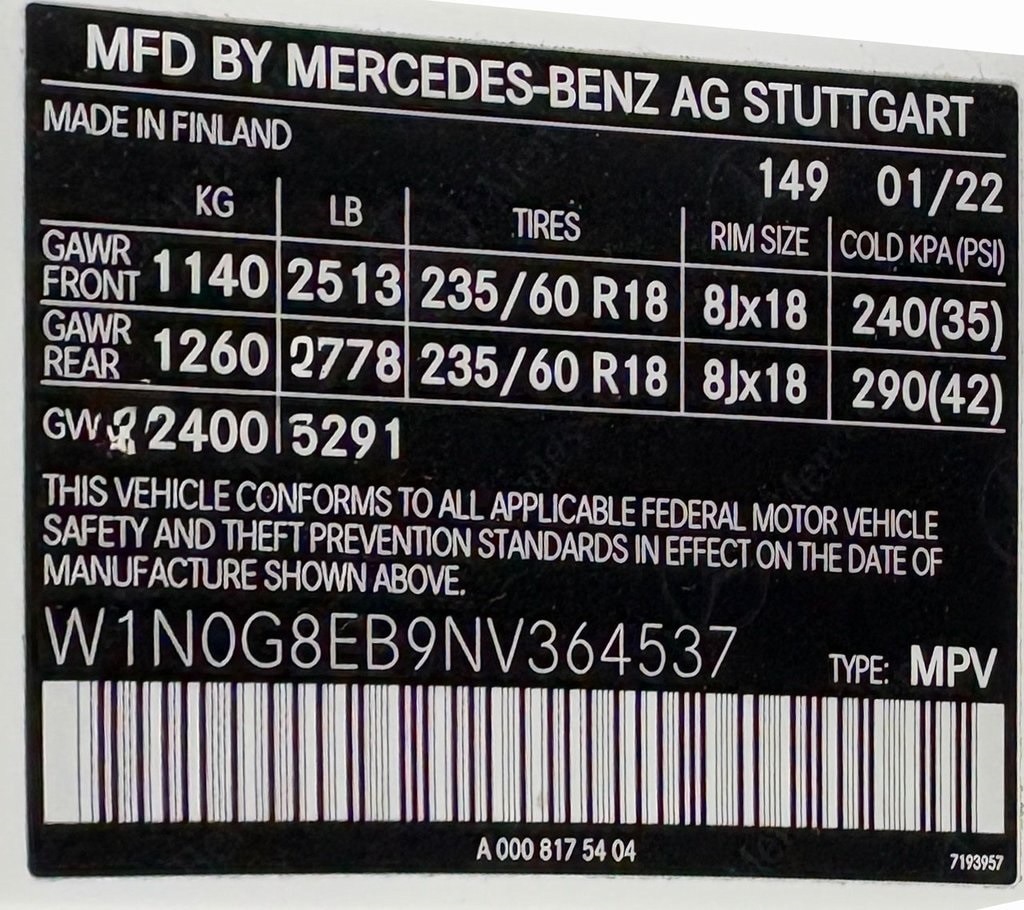 MFD BY MERCEDES-BENZ AG STUTTGART
MADE IN FINLAND
149 01/22
KG LB TIRES RIM SIZE COLD KPA (PSI)
GAWR FRONT 1140 2513 235/60 R18 8Jx18 240(35)
GAWR REAR 1260 2778 235/60 R18 8Jx18 290(42)
2400 5291
THIS VEHICLE CONFORMS TO ALL APPLICABLE FEDERAL MOTOR VEHICLE
SAFETY AND THEFT PREVENTION STANDARDS IN EFFECT ON THE DATE OF
MANUFACTURE SHOWN ABOVE.
W1N0G8EB9NV364537
TYPE: MPV
A 000 817 54 04
7193957